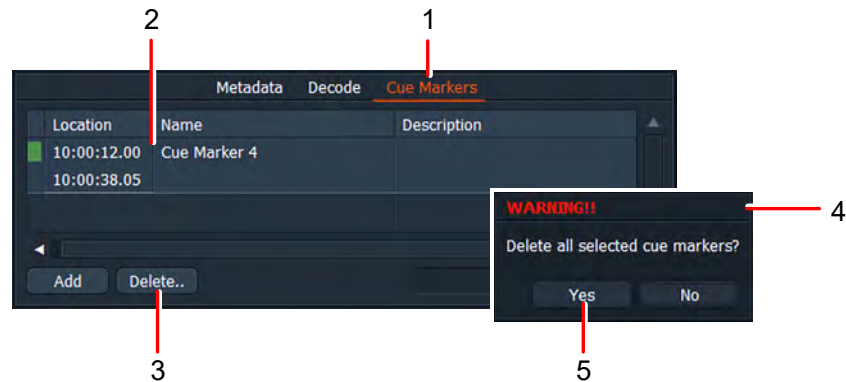 2 1
Metadata Decode Cue Markers
Location Name Description
10:00:12.00 Cue Marker 4
10:00:38.05
WARNING!!
4
Delete all selected cue markers?
Add Delete..
Yes No
3 5